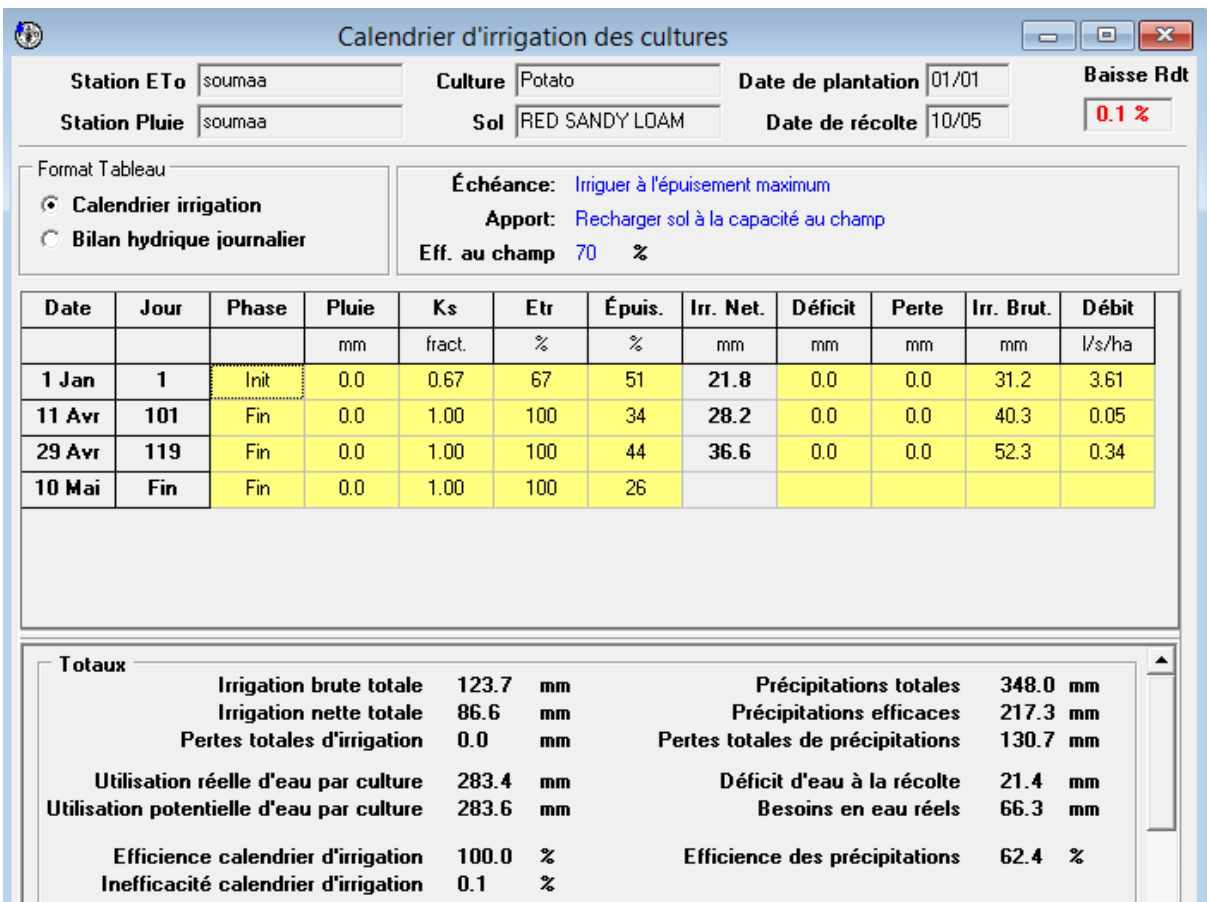 Calendrier d'irrigation des cultures
Station ETo soumaa Culture Potato Date de plantation 01/01 Baisse Rdt
Station Pluie soumaa Sol RED SANDY LOAM Date de récolte 10/05 0.1 %
Format Tableau
Calendrier irrigation
Bilan hydrique journalier
Échéance: Irriguer à l'épuisement maximum
Apport: Recharger sol à la capacité au champ
Eff. au champ 70 %
Date Jour Phase Pluie Ks Etr Épuis. Irr. Net. Déficit Perte Irr. Brut. Débit
mm fract. % % mm mm mm mm l/s/ha
1 Jan 1 Init 0.0 0.67 67 51 21.8 0.0 0.0 31.2 3.61
11 Avr 101 Fin 0.0 1.00 100 34 28.2 0.0 0.0 40.3 0.05
29 Avr 119 Fin 0.0 1.00 100 44 36.6 0.0 0.0 52.3 0.34
10 Mai Fin Fin 0.0 1.00 100 26
Totaux
Irrigation brute totale 123.7 mm Précipitations totales 348.0 mm
Irrigation nette totale 86.6 mm Précipitations efficaces 217.3 mm
Pertes totales d'irrigation 0.0 mm Pertes totales de précipitations 130.7 mm
Utilisation réelle d'eau par culture 283.4 mm Déficit d'eau à la récolte 21.4 mm
Utilisation potentielle d'eau par culture 283.6 mm Besoins en eau réels 66.3 mm
Efficience calendrier d'irrigation 100.0 % Efficience des précipitations 62.4 %
Inefficacité calendrier d'irrigation 0.1 %